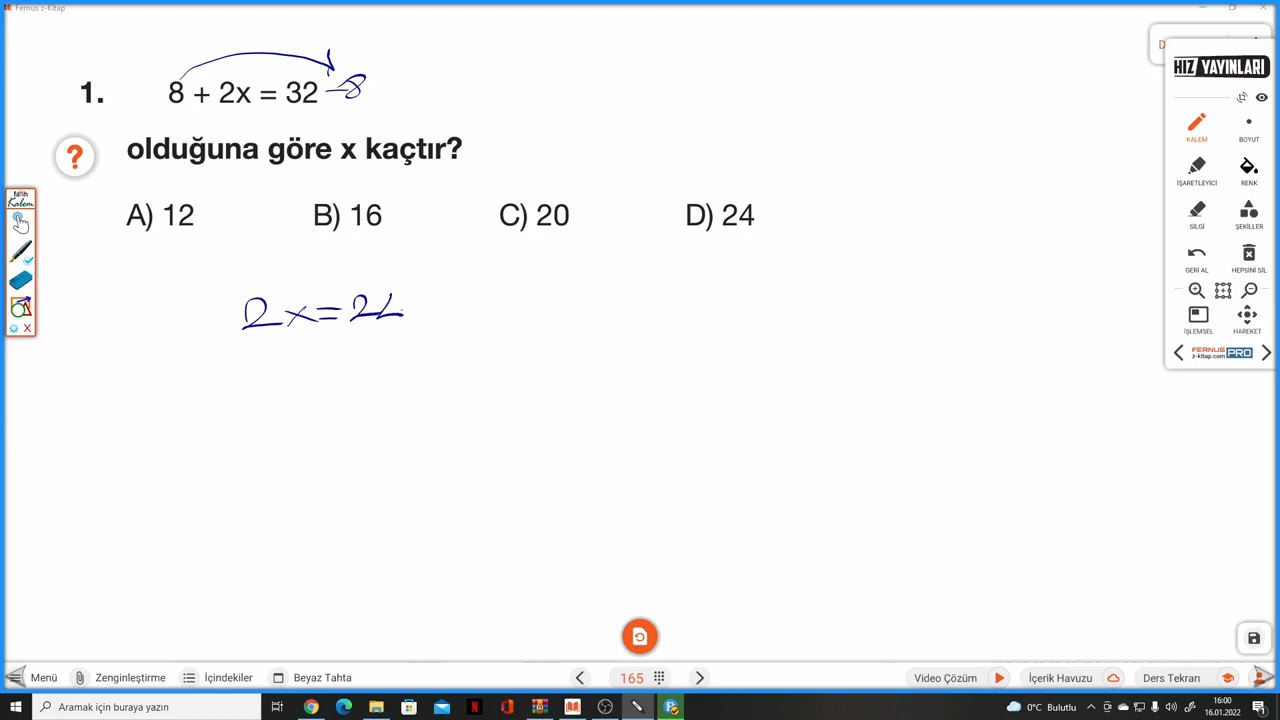 Fernus z-Kitap
1. 8 + 2x = 32 -8
olduğuna göre x kaçtır?
A) 12 B) 16 C) 20 D) 24
2x=24
fatih
Kalem
HIZ YAYINLARI
KALEM BOYUT
İŞARETLEYİCİ RENK
SİLGİ ŞEKİLLER
GERİ AL HEPSİNİ SİL
İŞLEMSEL HAREKET
FERNUS PRO
z-kitap.com
Menü Zenginleştirme İçindekiler Beyaz Tahta 165 Video Çözüm İçerik Havuzu Ders Tekrarı
Aramak için buraya yazın 0°C Bulutlu 16:00
16.01.2022 1